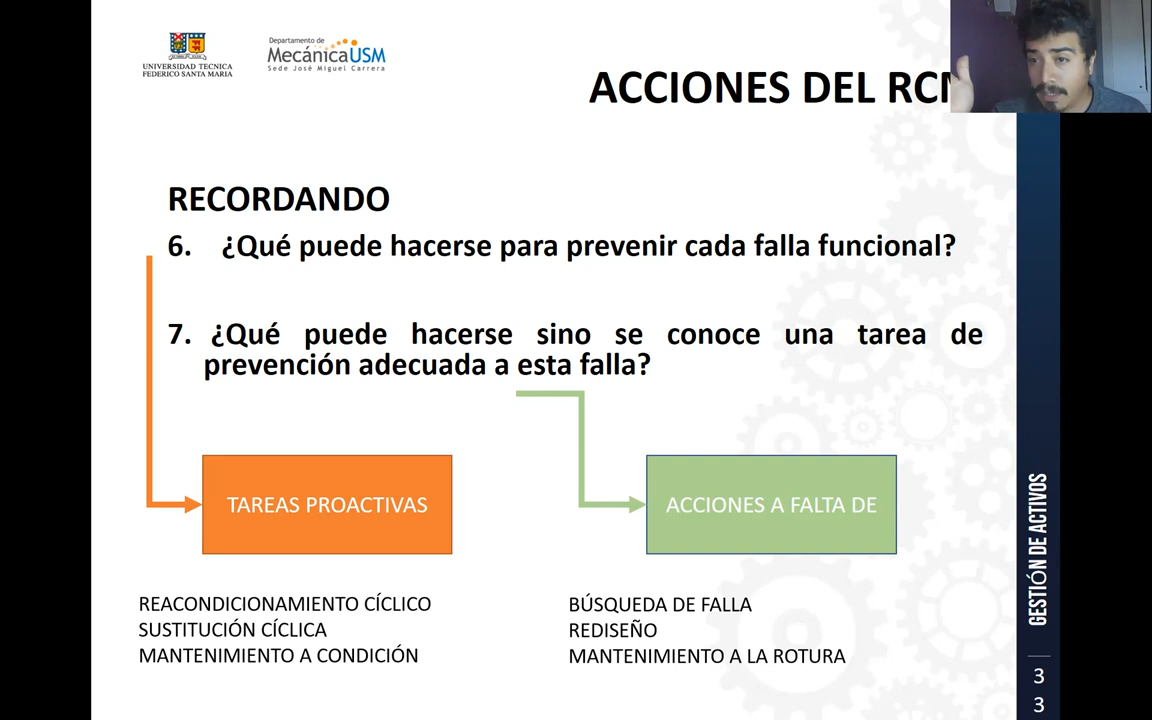 UNIVERSIDAD TECNICA
FEDERICO SANTA MARIA
Departamento de
MecánicaUSM
Sede José Miguel Carrera
ACCIONES DEL
RECORDANDO
6. ¿Qué puede hacerse para prevenir cada falla funcional?
7. ¿Qué puede hacerse sino se conoce una tarea de
prevención adecuada a esta falla?
TAREAS PROACTIVAS
ACCIONES A FALTA DE
REACONDICIONAMIENTO CÍCLICO
SUSTITUCIÓN CÍCLICA
MANTENIMIENTO A CONDICIÓN
BÚSQUEDA DE FALLA
REDISEÑO
MANTENIMIENTO A LA ROTURA
GESTIÓN DE ACTIVOS
3
3